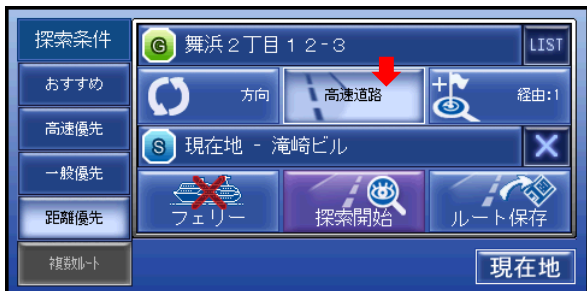 探索条件
おすすめ
高速優先
一般優先
距離優先
複数ルート
G 舞浜２丁目１２-３ LIST
方向 高速道路 経由:1
S 現在地 - 滝崎ビル X
フェリー 探索開始 ルート保存
現在地